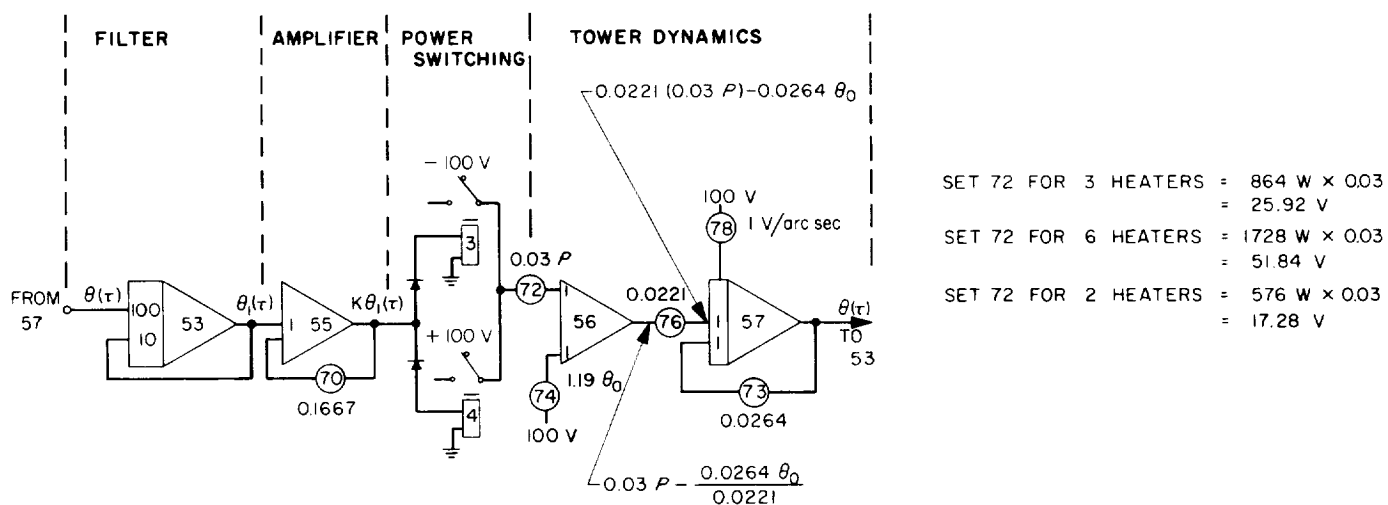 FILTER
AMPLIFIER
POWER
SWITCHING
TOWER DYNAMICS
0.0221 (0.03 P)-0.0264 θ₀
- 100 V
100 V
78
1 V/arc sec
3
0.03 P
72
FROM
57
θ(τ)
100
10
53
θ₁(τ)
1
55
Kθ₁(τ)
70
0.1667
+ 100 V
4
1
1
56
74
100 V
1.19 θ₀
0.0221
76
1
1
57
θ(τ)
TO
53
73
0.0264
0.03 P - 0.0264 θ₀
0.0221
SET 72 FOR 3 HEATERS = 864 W × 0.03
= 25.92 V
SET 72 FOR 6 HEATERS = 1728 W × 0.03
= 51.84 V
SET 72 FOR 2 HEATERS = 576 W × 0.03
= 17.28 V